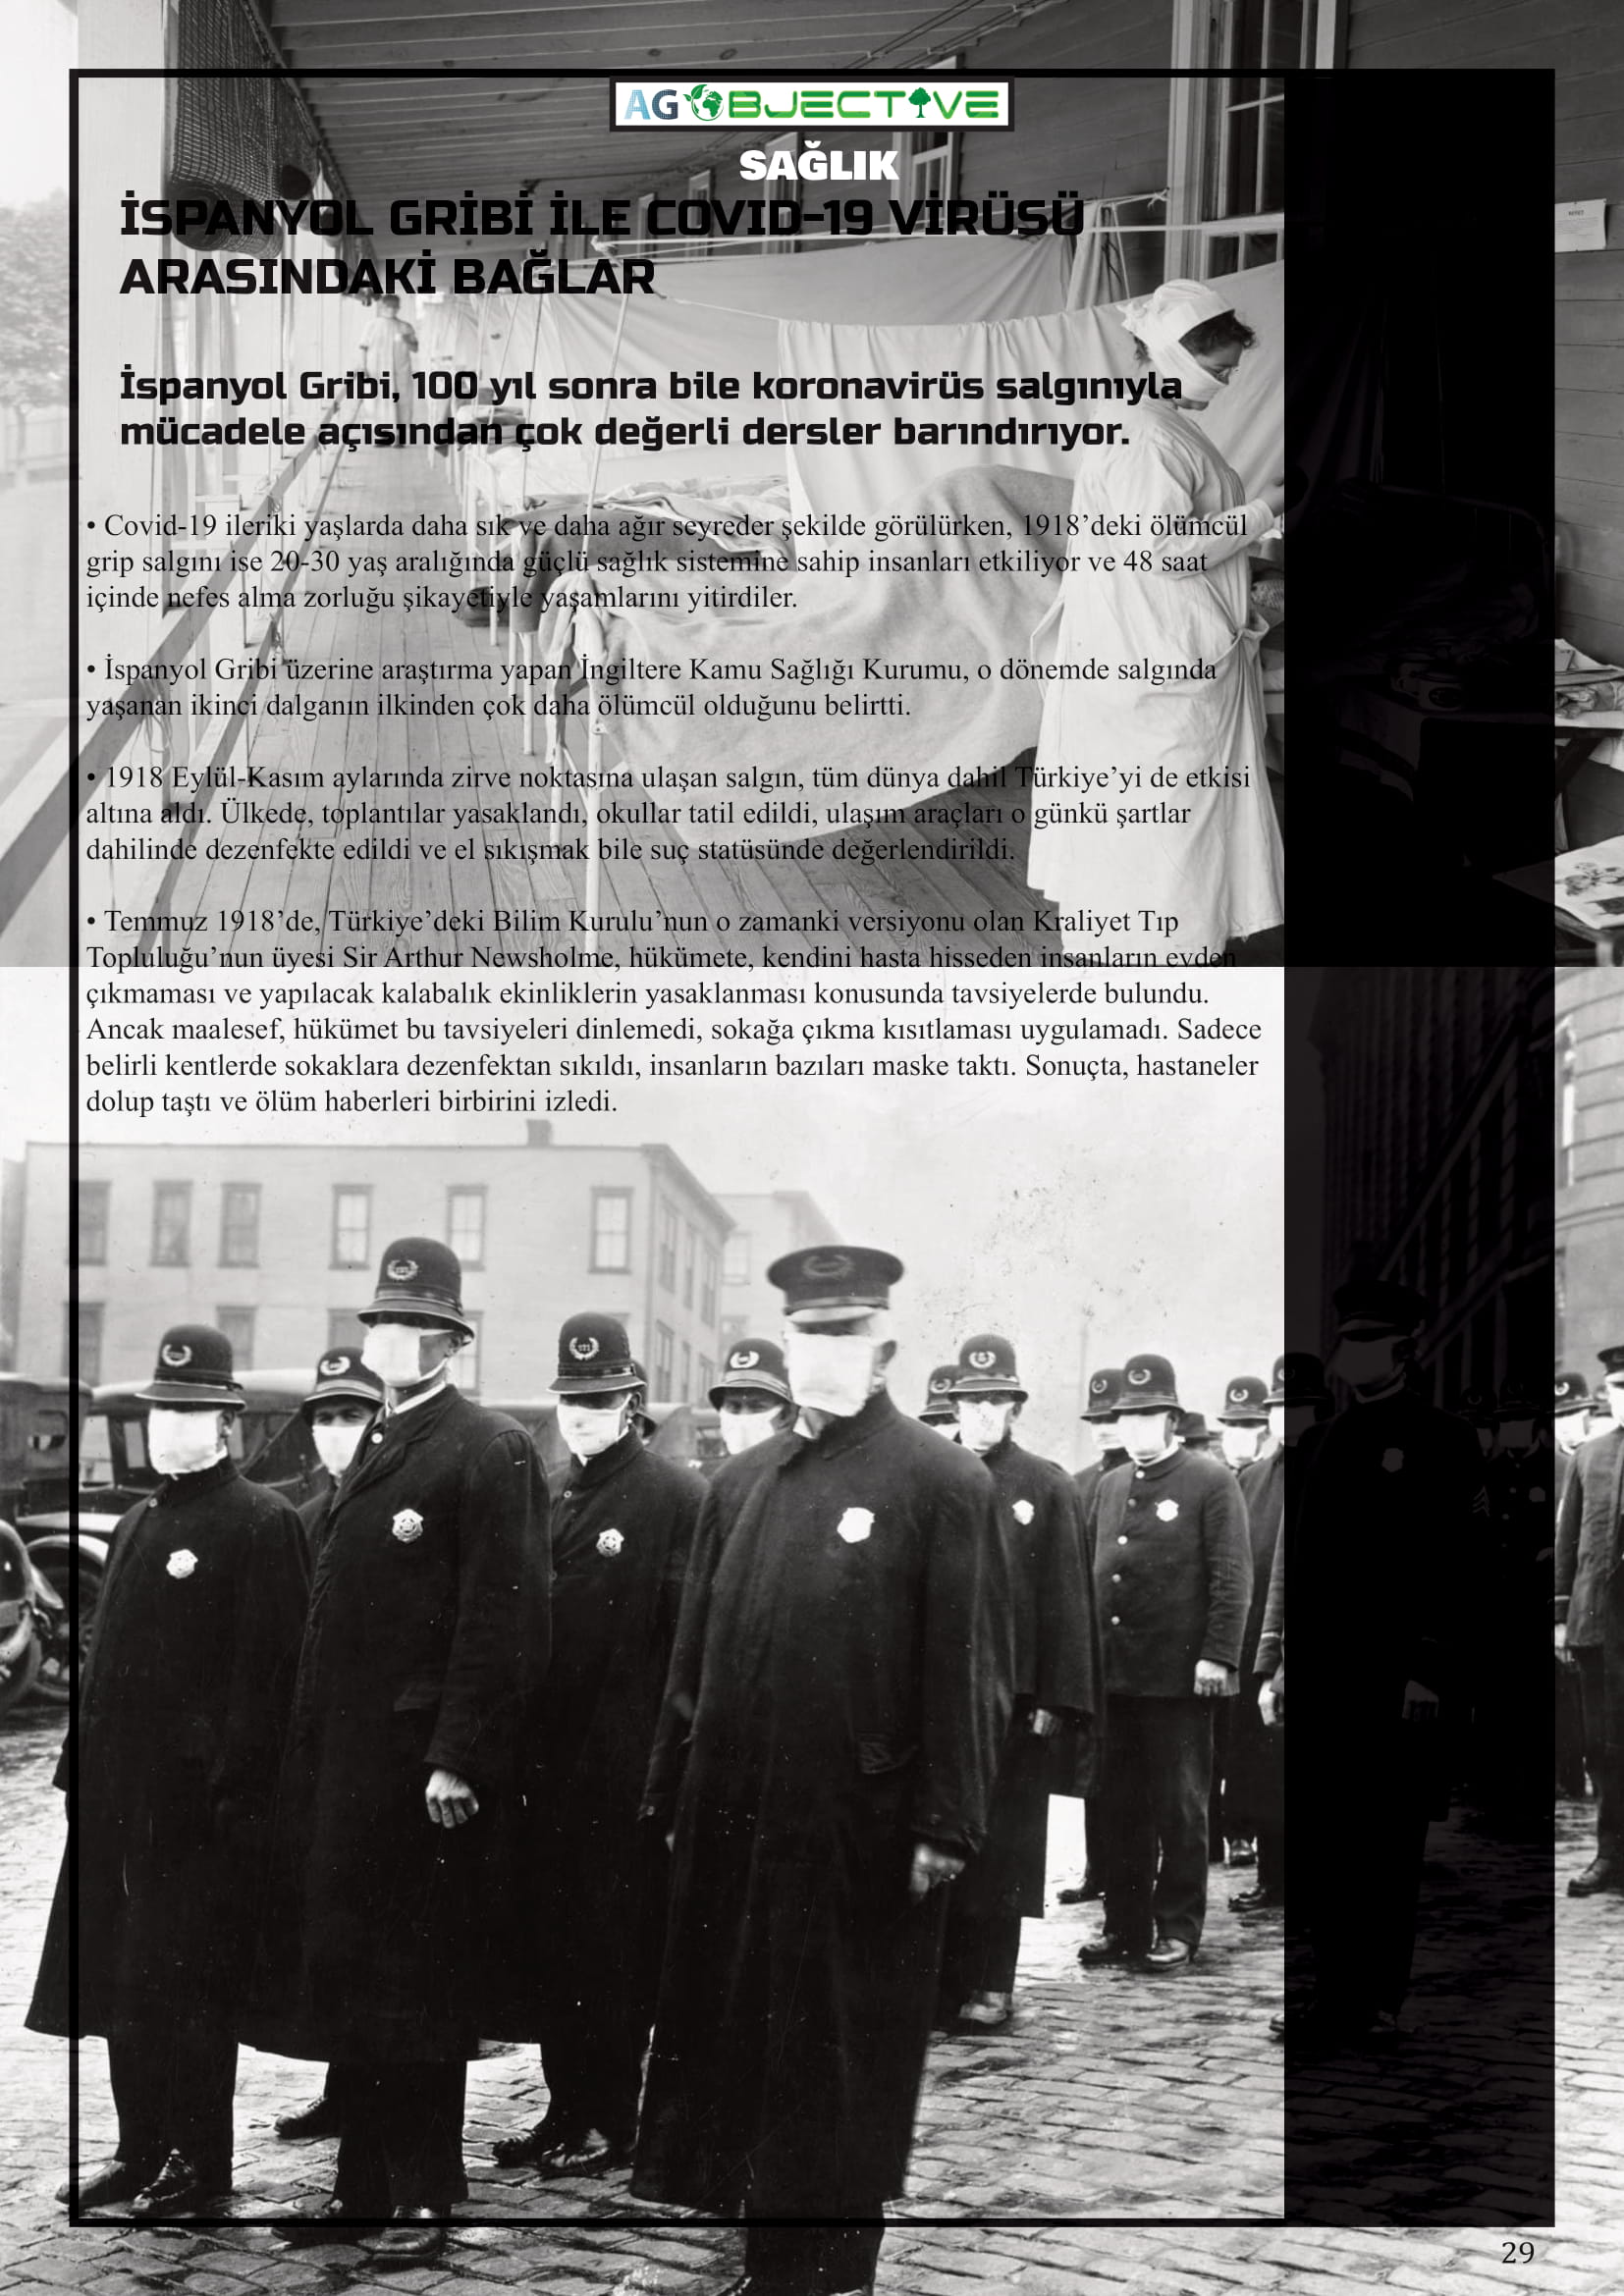 AG OBJECTIVE
SAĞLIK
İSPANYOL GRİBİ İLE COVID-19 VİRÜSÜ
ARASINDAKİ BAĞLAR
İspanyol Gribi, 100 yıl sonra bile koronavirüs salgınıyla
mücadele açısından çok değerli dersler barındırıyor.
• Covid-19 ileriki yaşlarda daha sık ve daha ağır seyreder şekilde görülürken, 1918’deki ölümcül
grip salgını ise 20-30 yaş aralığında güçlü sağlık sistemine sahip insanları etkiliyor ve 48 saat
içinde nefes alma zorluğu şikayetiyle yaşamlarını yitirdiler.
• İspanyol Gribi üzerine araştırma yapan İngiltere Kamu Sağlığı Kurumu, o dönemde salgında
yaşanan ikinci dalganın ilkinden çok daha ölümcül olduğunu belirtti.
• 1918 Eylül-Kasım aylarında zirve noktasına ulaşan salgın, tüm dünya dahil Türkiye’yi de etkisi
altına aldı. Ülkede, toplantılar yasaklandı, okullar tatil edildi, ulaşım araçları o günkü şartlar
dahilinde dezenfekte edildi ve el sıkışmak bile suç statüsünde değerlendirildi.
• Temmuz 1918’de, Türkiye’deki Bilim Kurulu’nun o zamanki versiyonu olan Kraliyet Tıp
Topluluğu’nun üyesi Sir Arthur Newsholme, hükümete, kendini hasta hisseden insanların evden
çıkmaması ve yapılacak kalabalık ekinliklerin yasaklanması konusunda tavsiyelerde bulundu.
Ancak maalesef, hükümet bu tavsiyeleri dinlemedi, sokağa çıkma kısıtlaması uygulamadı. Sadece
belirli kentlerde sokaklara dezenfektan sıkıldı, insanların bazıları maske taktı. Sonuçta, hastaneler
dolup taştı ve ölüm haberleri birbirini izledi.
29